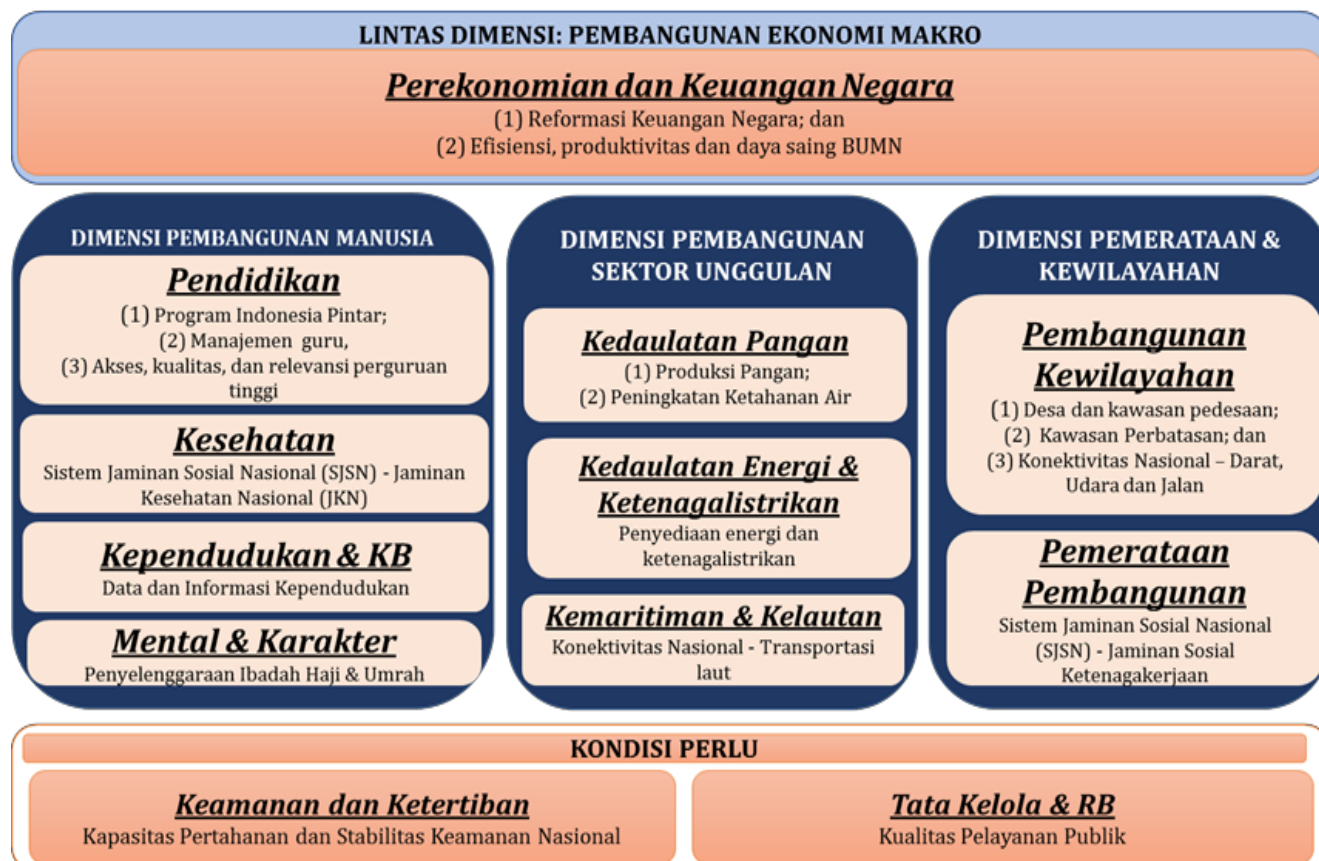 LINTAS DIMENSI: PEMBANGUNAN EKONOMI MAKRO
Perekonomian dan Keuangan Negara
(1) Reformasi Keuangan Negara; dan
(2) Efisiensi, produktivitas dan daya saing BUMN
DIMENSI PEMBANGUNAN MANUSIA
Pendidikan
(1) Program Indonesia Pintar;
(2) Manajemen guru,
(3) Akses, kualitas, dan relevansi perguruan
tinggi
Kesehatan
Sistem Jaminan Sosial Nasional (SJSN) - Jaminan
Kesehatan Nasional (JKN)
Kependudukan & KB
Data dan Informasi Kependudukan
Mental & Karakter
Penyelenggaraan Ibadah Haji & Umrah
DIMENSI PEMBANGUNAN
SEKTOR UNGGULAN
Kedaulatan Pangan
(1) Produksi Pangan;
(2) Peningkatan Ketahanan Air
Kedaulatan Energi &
Ketenagalistrikan
Penyediaan energi dan
ketenagalistrikan
Kemaritiman & Kelautan
Konektivitas Nasional - Transportasi
laut
DIMENSI PEMERATAAN &
KEWILAYAHAN
Pembangunan
Kewilayahan
(1) Desa dan kawasan pedesaan;
(2) Kawasan Perbatasan; dan
(3) Konektivitas Nasional – Darat,
Udara dan Jalan
Pemerataan
Pembangunan
Sistem Jaminan Sosial Nasional
(SJSN) - Jaminan Sosial
Ketenagakerjaan
KONDISI PERLU
Keamanan dan Ketertiban
Kapasitas Pertahanan dan Stabilitas Keamanan Nasional
Tata Kelola & RB
Kualitas Pelayanan Publik